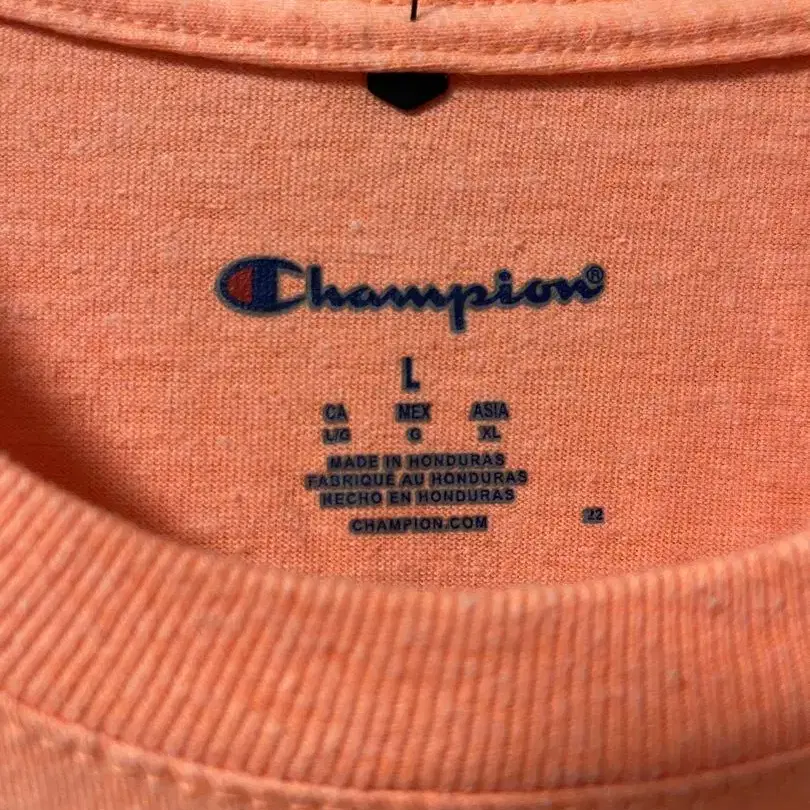 Champion®
L
CA MEX ASIA
L/G G XL
MADE IN HONDURAS
FABRIQUÉ AU HONDURAS
HECHO EN HONDURAS
CHAMPION.COM
22